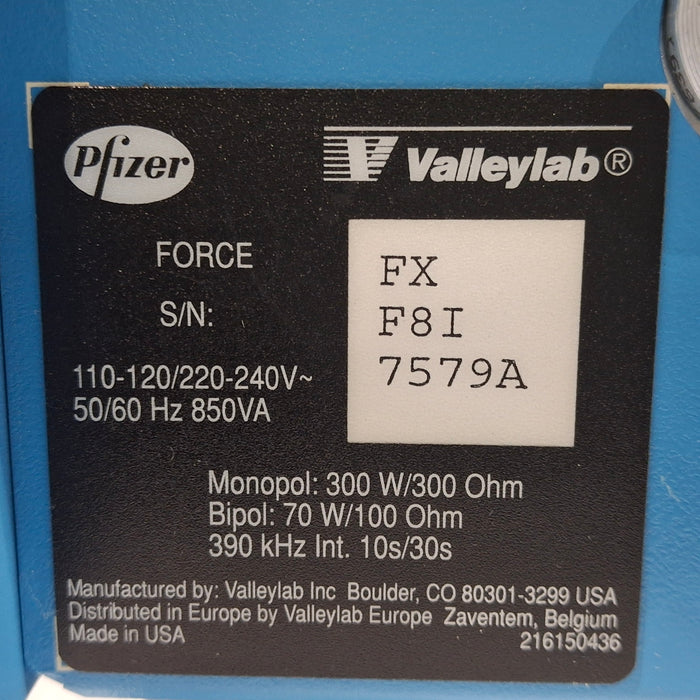 Pfizer
Valleylab®
FORCE FX
S/N: F8I
7579A
110-120/220-240V~
50/60 Hz 850VA
Monopol: 300 W/300 Ohm
Bipol: 70 W/100 Ohm
390 kHz Int. 10s/30s
Manufactured by: Valleylab Inc Boulder, CO 80301-3299 USA
Distributed in Europe by Valleylab Europe Zaventem, Belgium
Made in USA 216150436